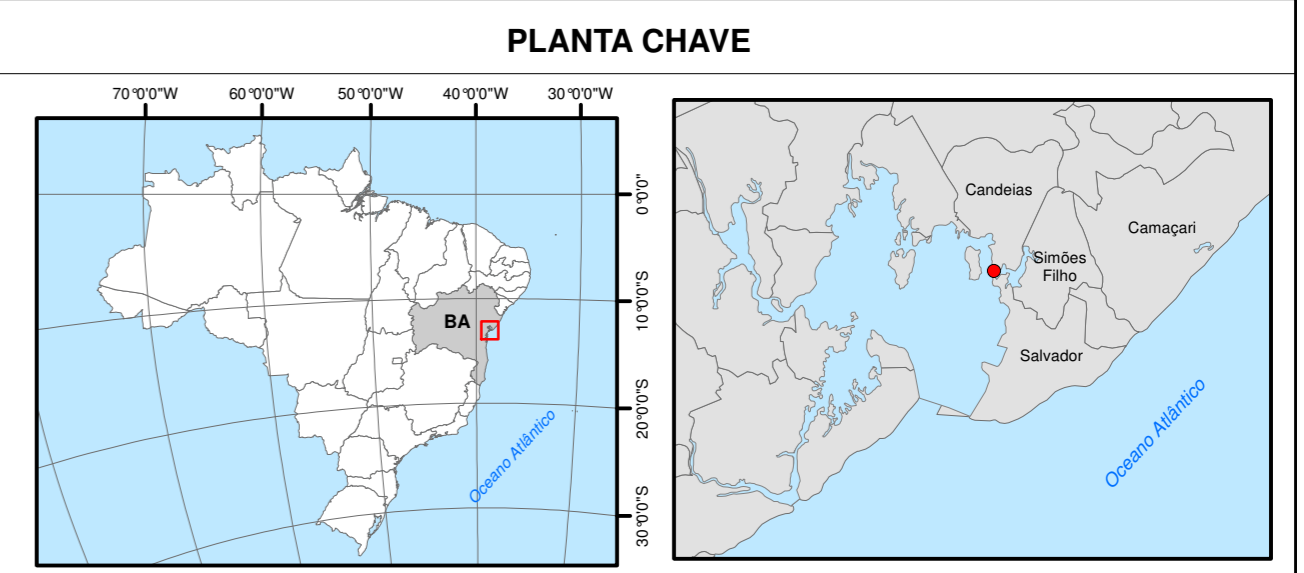 PLANTA CHAVE
70°0'0"W 60°0'0"W 50°0'0"W 40°0'0"W 30°0'0"W
0°0'0"
10°0'0"S
20°0'0"S
30°0'0"S
BA
Oceano Atlântico
Candeias
Camaçari
Simões
Filho
Salvador
Oceano Atlântico